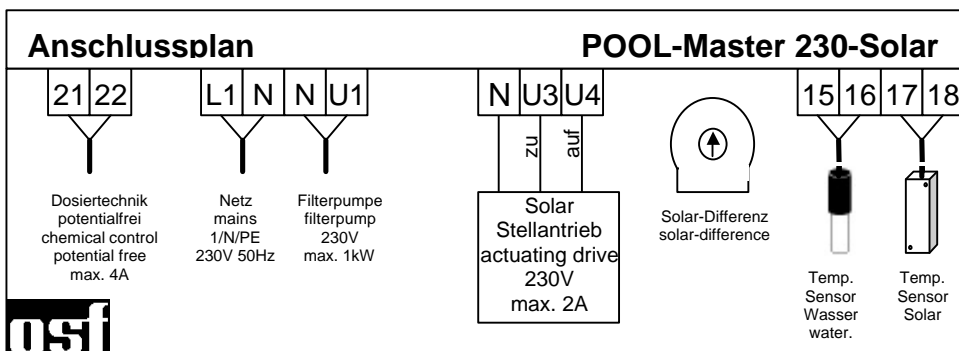 Anschlussplan
POOL-Master 230-Solar
21 22
L1 N N U1
N U3 U4
15 16 17 18
zu
auf
Dosiertechnik
potentialfrei
chemical control
potential free
max. 4A
Netz
mains
1/N/PE
230V 50Hz
Filterpumpe
filterpump
230V
max. 1kW
Solar
Stellantrieb
actuating drive
230V
max. 2A
Solar-Differenz
solar-difference
Temp.
Sensor
Wasser
water.
Temp.
Sensor
Solar
osf